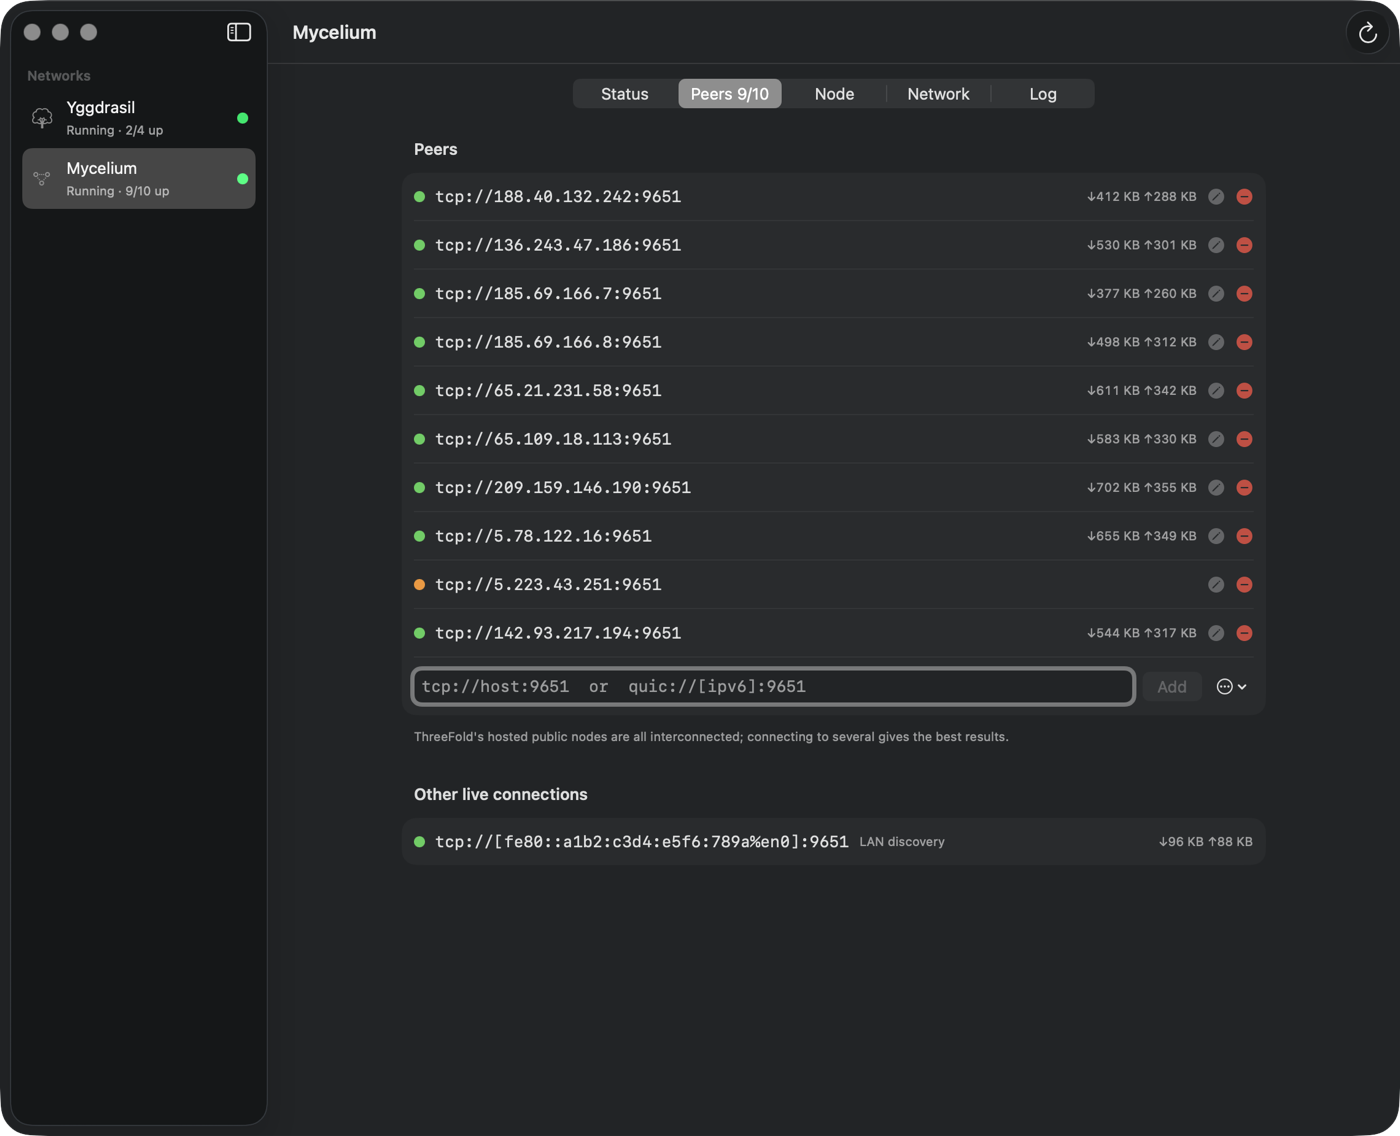 Mycelium
Networks
Yggdrasil
Running · 2/4 up
Mycelium
Running · 9/10 up
Status
Peers 9/10
Node
Network
Log
Peers
tcp://188.40.132.242:9651 ↓412 KB ↑288 KB
tcp://136.243.47.186:9651 ↓530 KB ↑301 KB
tcp://185.69.166.7:9651 ↓377 KB ↑260 KB
tcp://185.69.166.8:9651 ↓498 KB ↑312 KB
tcp://65.21.231.58:9651 ↓611 KB ↑342 KB
tcp://65.109.18.113:9651 ↓583 KB ↑330 KB
tcp://209.159.146.190:9651 ↓702 KB ↑355 KB
tcp://5.78.122.16:9651 ↓655 KB ↑349 KB
tcp://5.223.43.251:9651
tcp://142.93.217.194:9651 ↓544 KB ↑317 KB
tcp://host:9651 or quic://[ipv6]:9651 Add
ThreeFold's hosted public nodes are all interconnected; connecting to several gives the best results.
Other live connections
tcp://[fe80::a1b2:c3d4:e5f6:789a%en0]:9651 LAN discovery ↓96 KB ↑88 KB